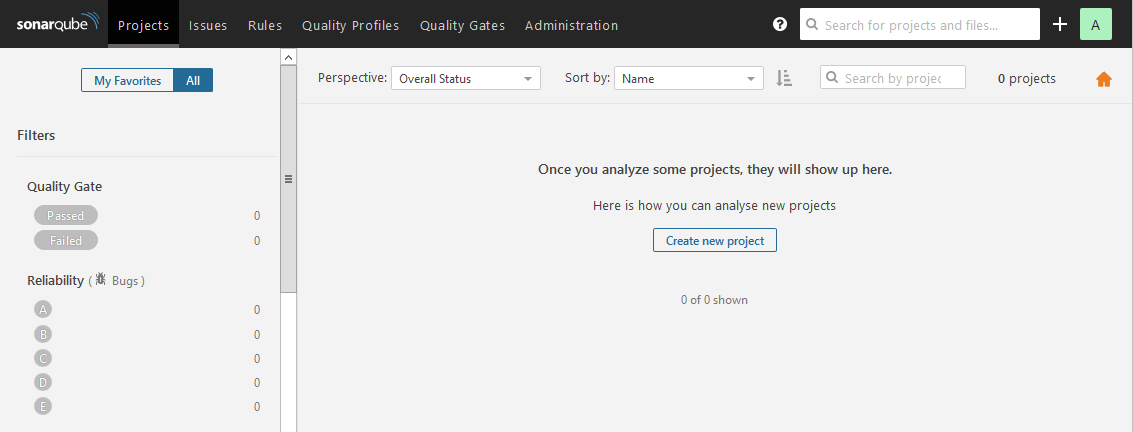 sonarqube Projects Issues Rules Quality Profiles Quality Gates Administration ? Search for projects and files... + A
My Favorites All
Perspective: Overall Status Sort by: Name Search by projec 0 projects
Filters
Quality Gate
Passed 0
Failed 0
Reliability ( Bugs )
A 0
B 0
C 0
D 0
E 0
Once you analyze some projects, they will show up here.
Here is how you can analyse new projects
Create new project
0 of 0 shown